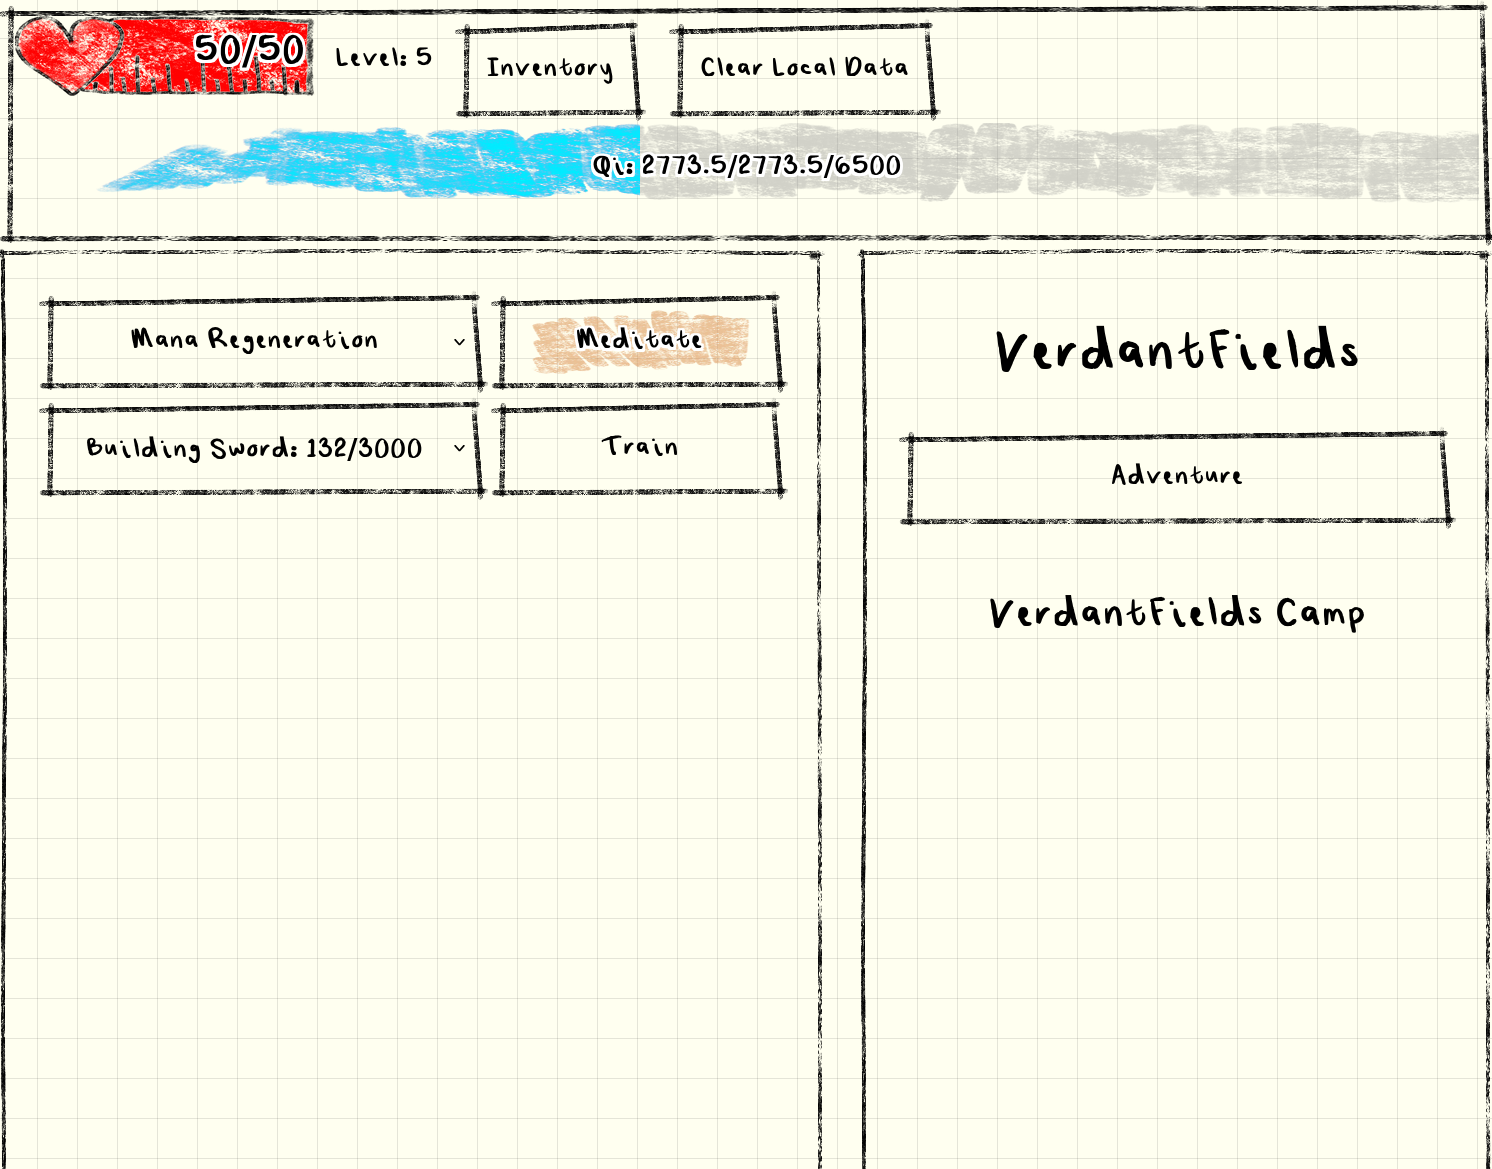 50/50
Level: 5
Inventory
Clear Local Data
Qi: 2773.5/2773.5/6500
Mana Regeneration
Meditate
Building Sword: 132/3000
Train
VerdantFields
Adventure
VerdantFields Camp